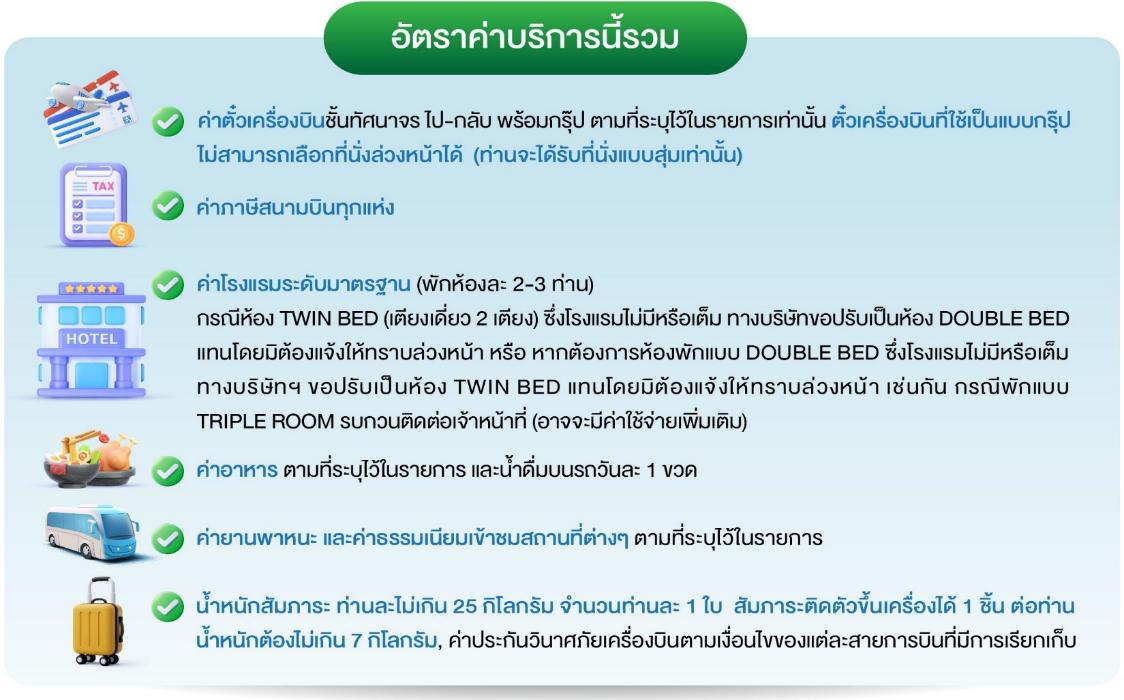 อัตราค่าบริการนี้รวม
ค่าตั๋วเครื่องบินชั้นทัศนาจร ไป-กลับ พร้อมกรุ๊ป ตามที่ระบุไว้ในรายการเท่านั้น ตั๋วเครื่องบินที่ใช้เป็นแบบกรุ๊ป
ไม่สามารถเลือกที่นั่งล่วงหน้าได้ (ท่านจะได้รับที่นั่งแบบสุ่มเท่านั้น)
TAX
ค่าภาษีสนามบินทุกแห่ง
ค่าโรงแรมระดับมาตรฐาน (พักห้องละ 2-3 ท่าน)
กรณีห้อง TWIN BED (เตียงเดี่ยว 2 เตียง) ซึ่งโรงแรมไม่มีหรือเต็ม ทางบริษัทขอปรับเป็นห้อง DOUBLE BED
HOTEL
แทนโดยมิต้องแจ้งให้ทราบล่วงหน้า หรือ หากต้องการห้องพักแบบ DOUBLE BED ซึ่งโรงแรมไม่มีหรือเต็ม
ทางบริษัทฯ ขอปรับเป็นห้อง TWIN BED แทนโดยมิต้องแจ้งให้ทราบล่วงหน้า เช่นกัน กรณีพักแบบ
TRIPLE ROOM รบกวนติดต่อเจ้าหน้าที่ (อาจจะมีค่าใช้จ่ายเพิ่มเติม)
ค่าอาหาร ตามที่ระบุไว้ในรายการ และน้ำดื่มบนรถวันละ 1 ขวด
ค่ายานพาหนะ และค่าธรรมเนียมเข้าชมสถานที่ต่างๆ ตามที่ระบุไว้ในรายการ
น้ำหนักสัมภาระ ท่านละไม่เกิน 25 กิโลกรัม จำนวนท่านละ 1 ใบ สัมภาระติดตัวขึ้นเครื่องได้ 1 ชิ้น ต่อท่าน
น้ำหนักต้องไม่เกิน 7 กิโลกรัม, ค่าประกันวินาศภัยเครื่องบินตามเงื่อนไขของแต่ละสายการบินที่มีการเรียกเก็บ